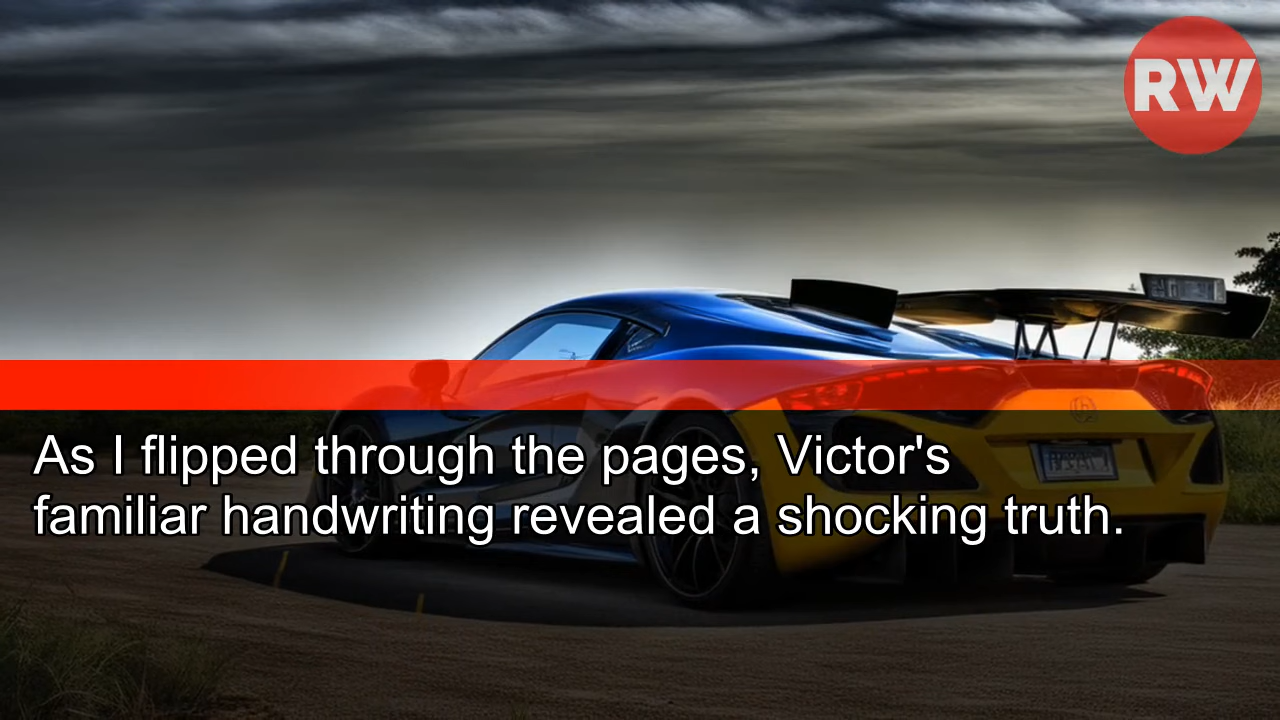 RW
As I flipped through the pages, Victor's
familiar handwriting revealed a shocking truth.